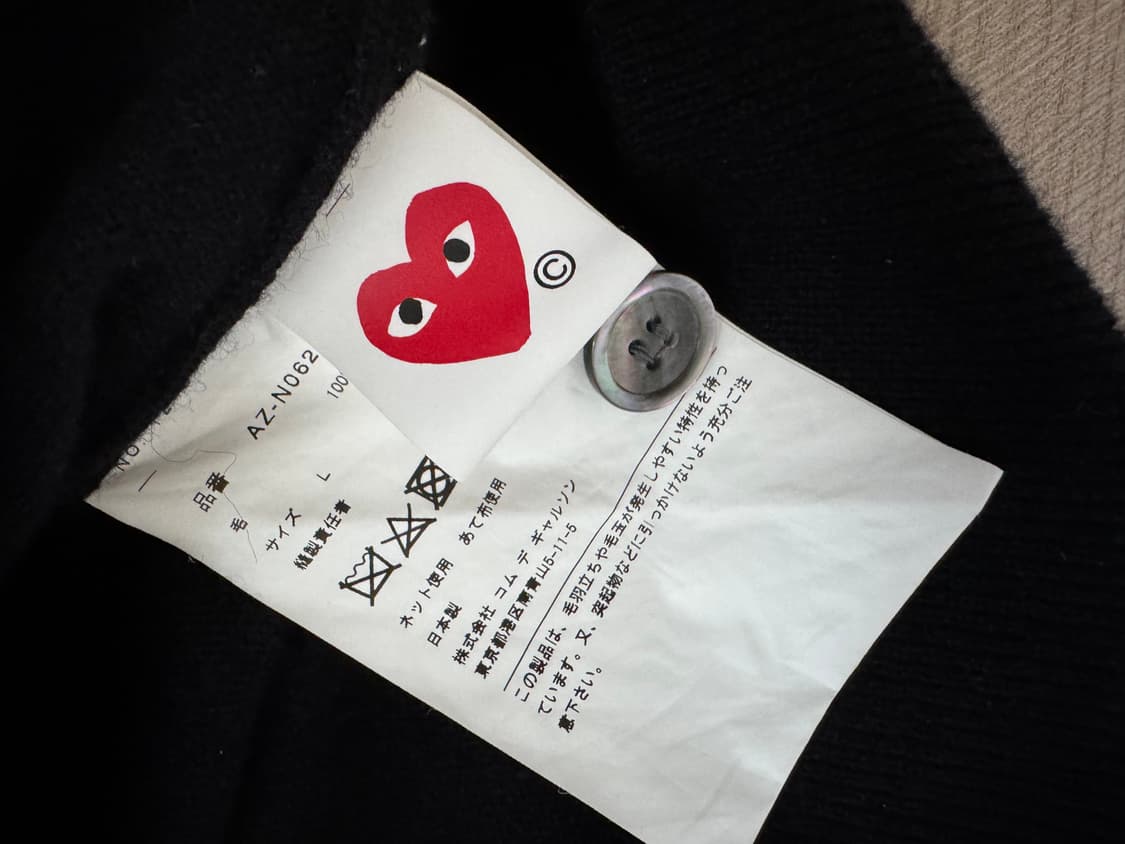 ©
品番 AZ-N062
毛 100
サイズ L
縫製責任者
ネット使用 あて布使用
日本製
株式会社 コム デ ギャルソン
東京都港区南青山5-11-5
この製品は、毛羽立ちや毛玉が発生しやすい特性を持っ
ています。又、突起物などに引っかけないよう充分ご注
意下さい。